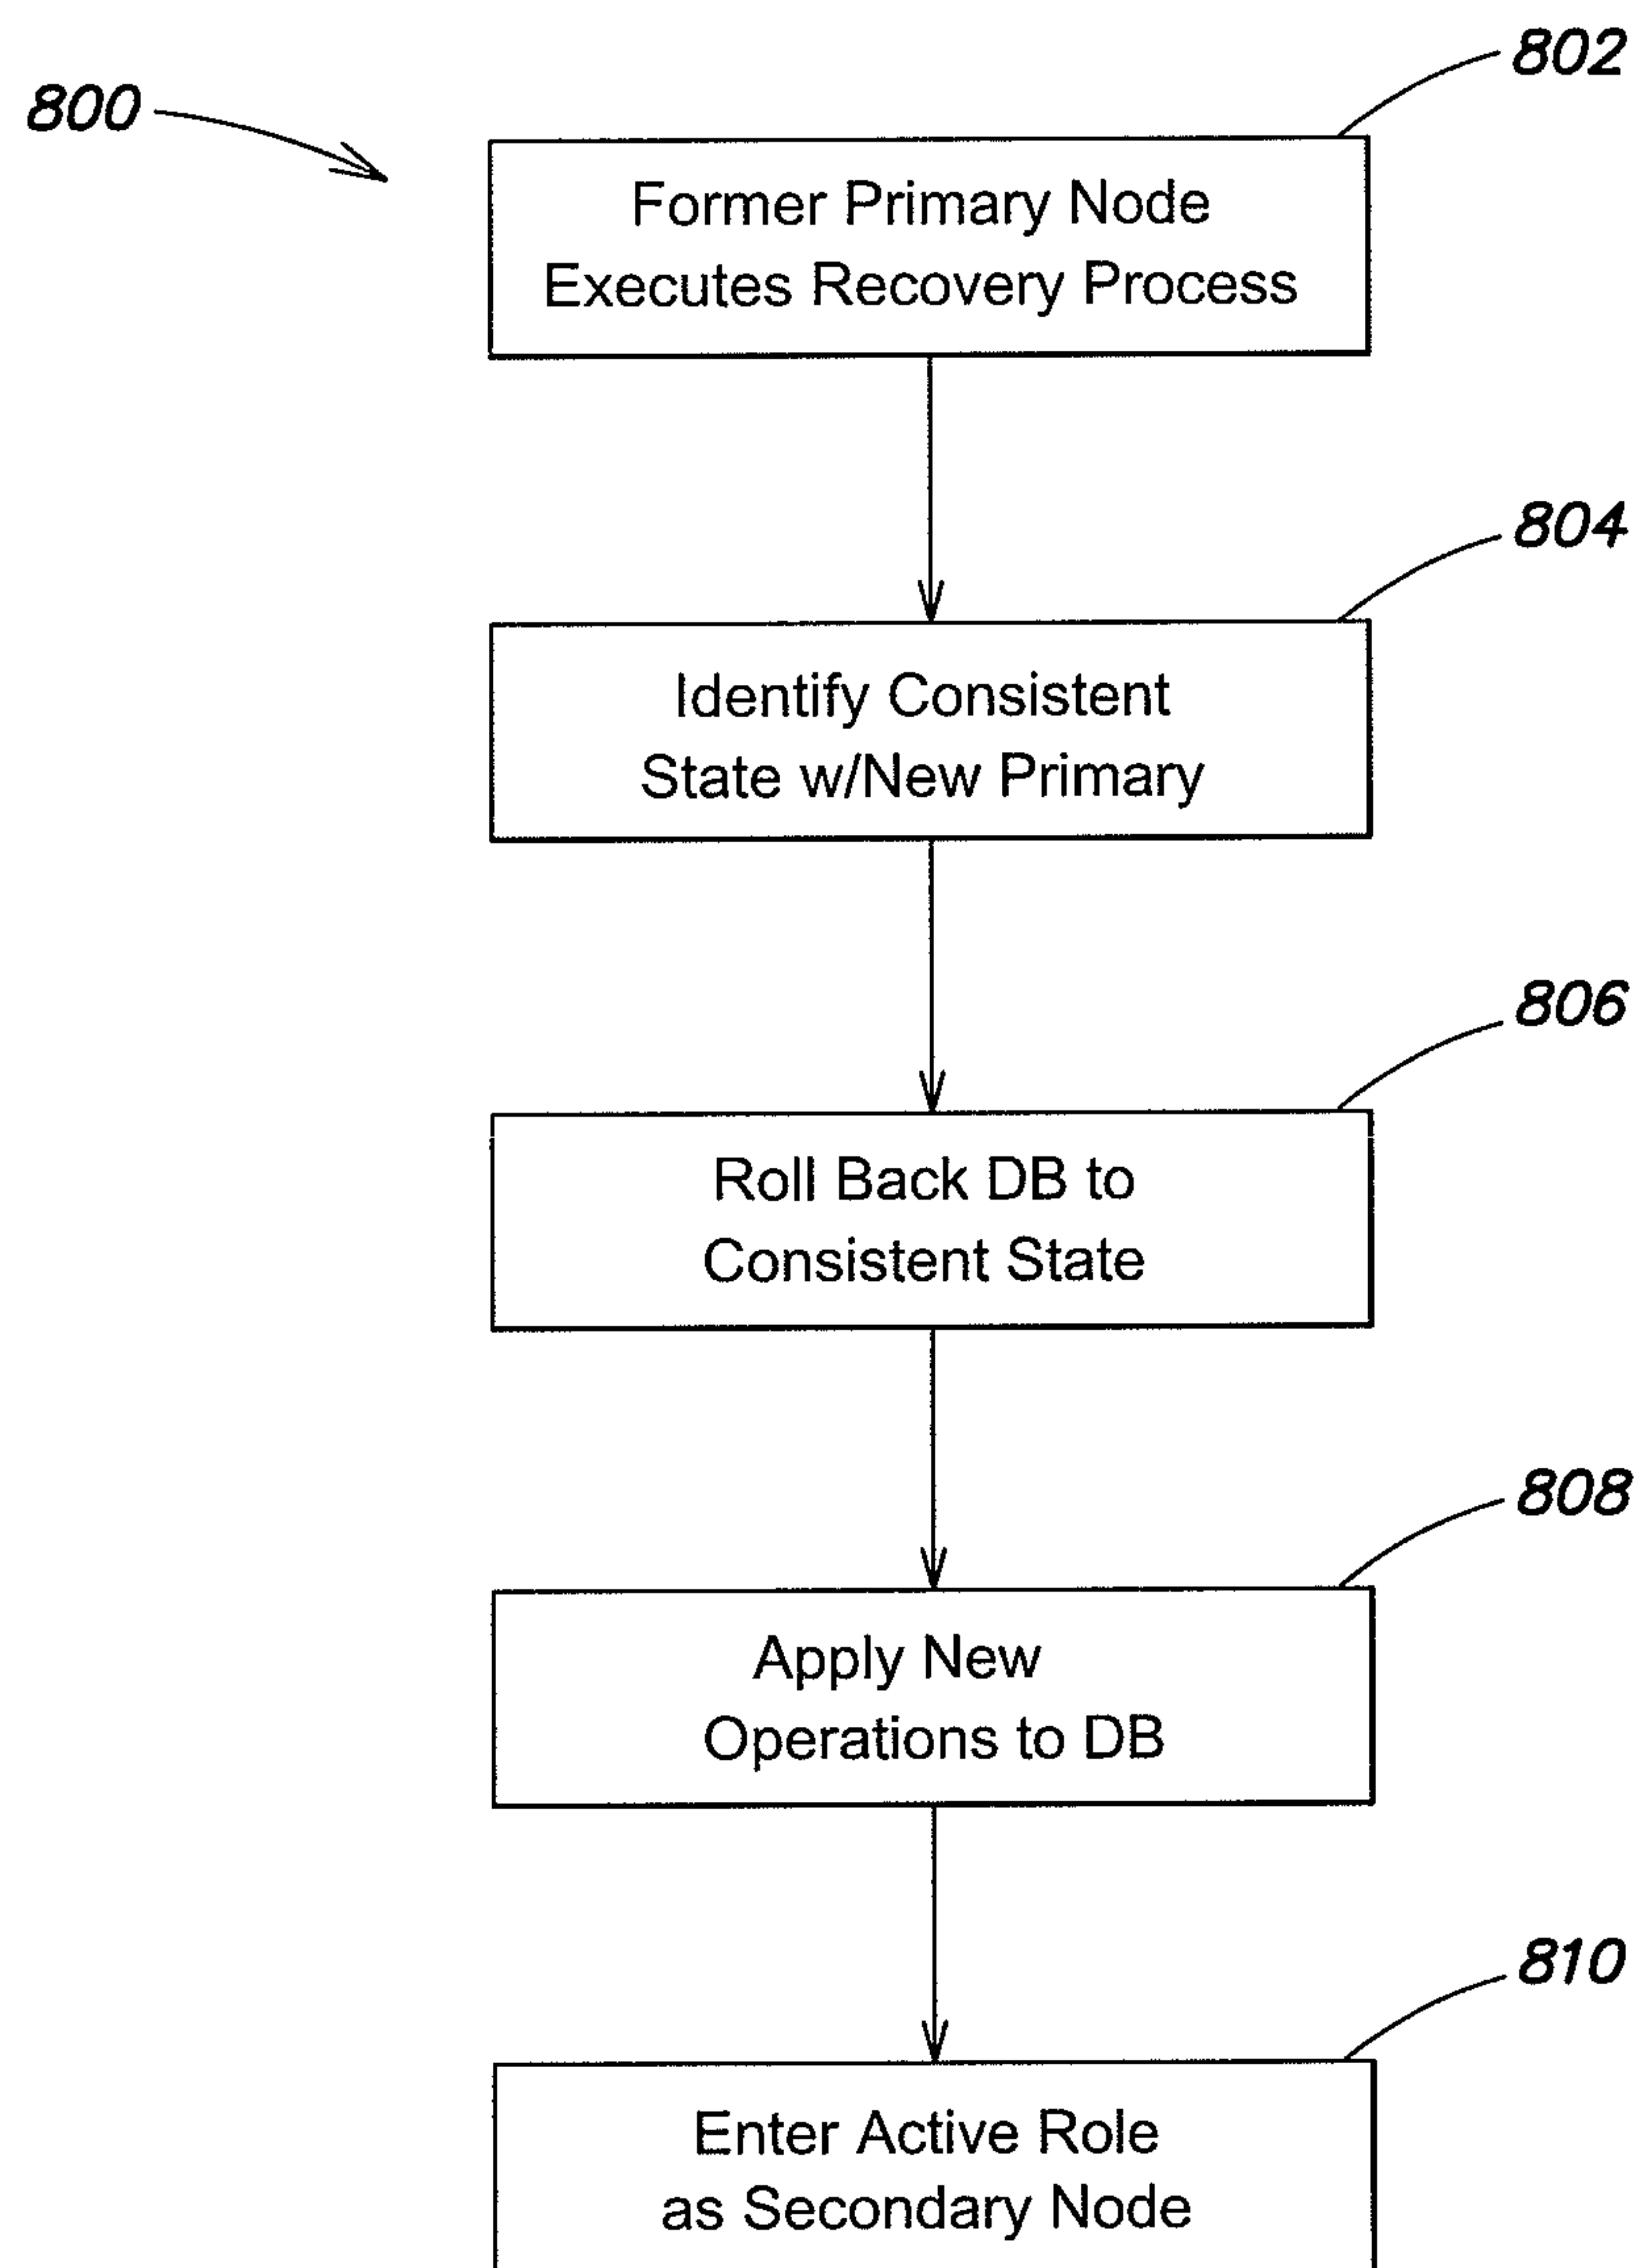 802
800
Former Primary Node
Executes Recovery Process
804
Identify Consistent
State w/New Primary
806
Roll Back DB to
Consistent State
808
Apply New
Operations to DB
810
Enter Active Role
as Secondary Node